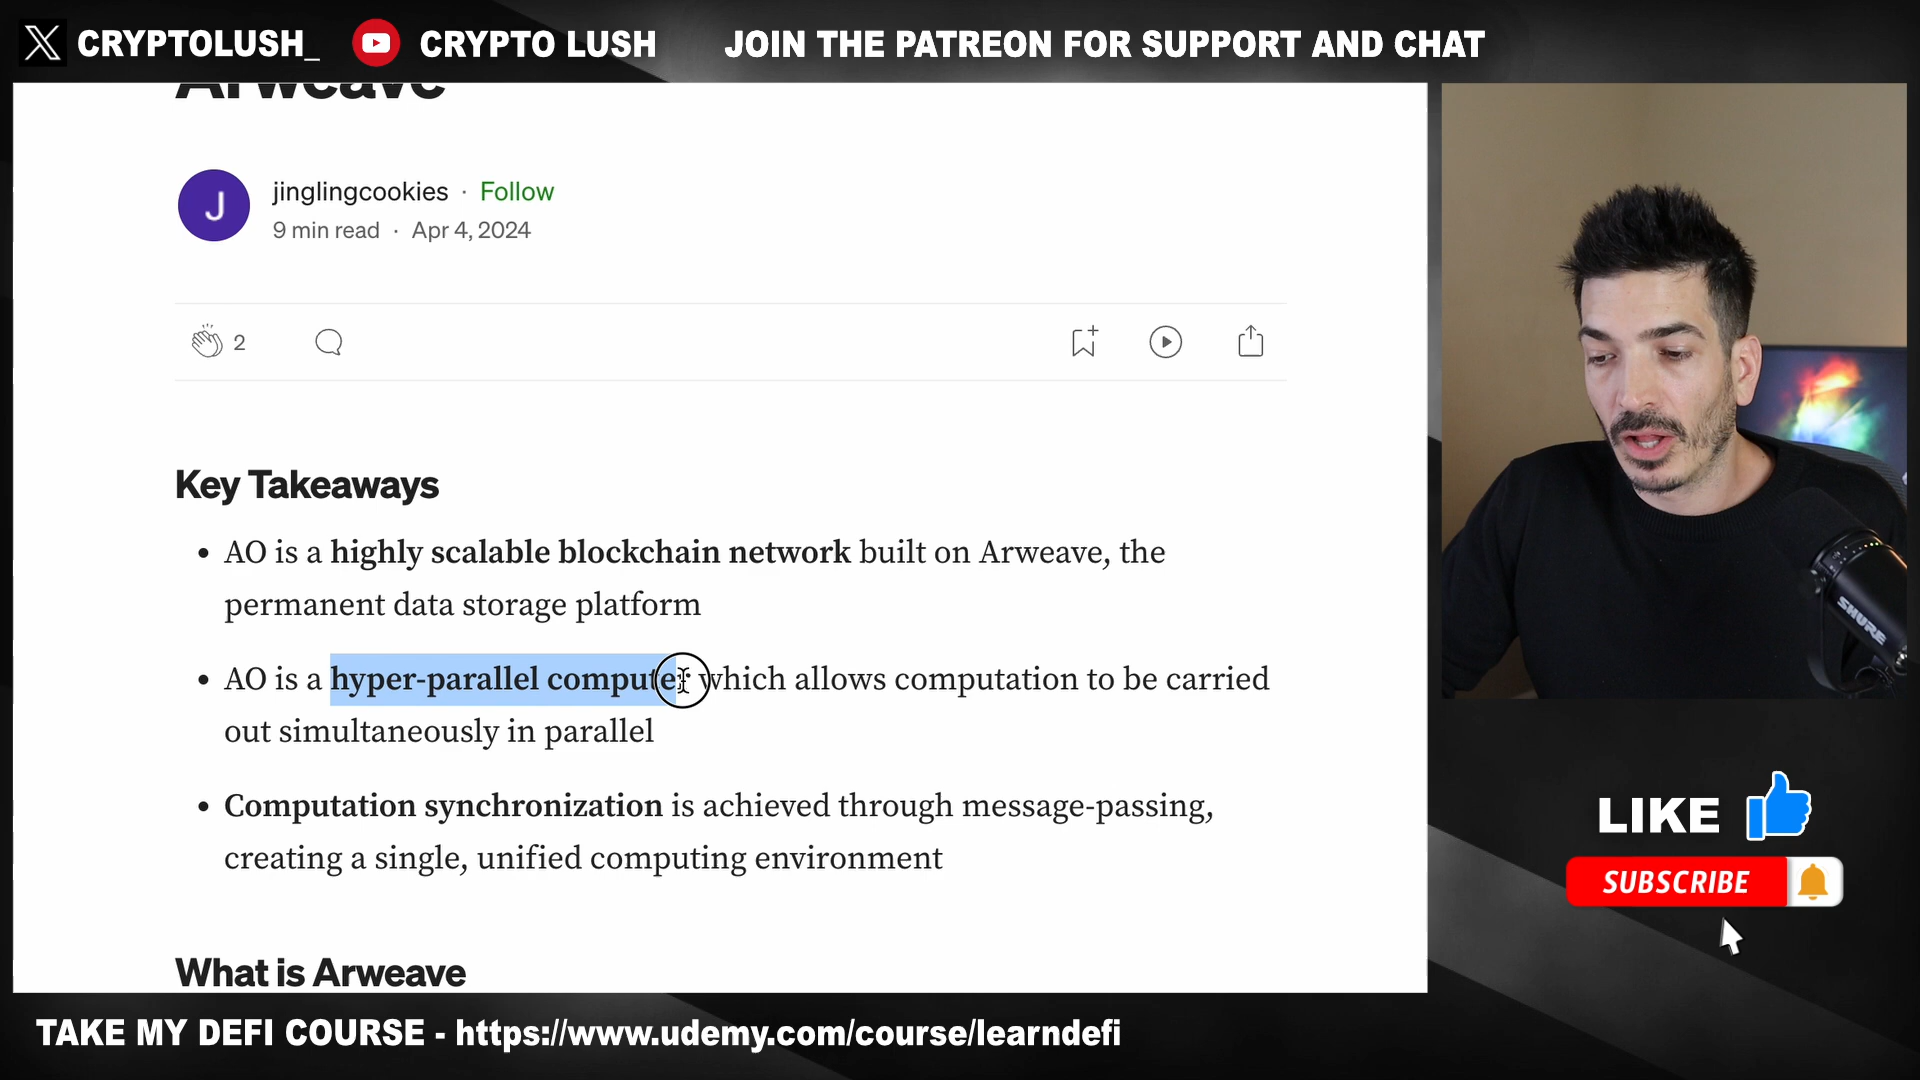 CRYPTOLUSH_ CRYPTO LUSH JOIN THE PATREON FOR SUPPORT AND CHAT
Arweave
J
jinglingcookies · Follow
9 min read · Apr 4, 2024
2
Key Takeaways
• AO is a highly scalable blockchain network built on Arweave, the
permanent data storage platform
• AO is a hyper-parallel computer which allows computation to be carried
out simultaneously in parallel
• Computation synchronization is achieved through message-passing,
creating a single, unified computing environment
What is Arweave
SHURE
LIKE
SUBSCRIBE
TAKE MY DEFI COURSE - https://www.udemy.com/course/learndefi